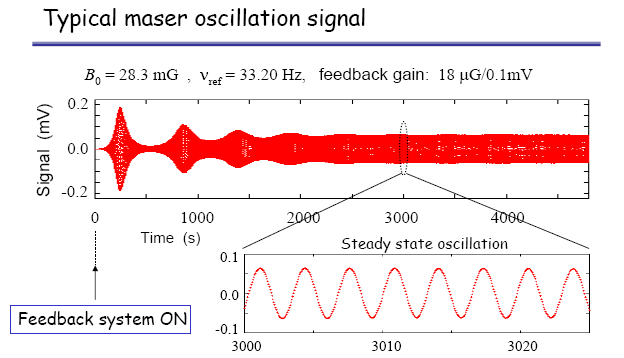 Typical maser oscillation signal
B₀ = 28.3 mG , νref = 33.20 Hz, feedback gain: 18 μG/0.1mV
Signal (mV)
0.2
0.0
-0.2
0 1000 2000 3000 4000
Time (s)
Steady state oscillation
0.1
0.0
-0.1
3000 3010 3020
Feedback system ON